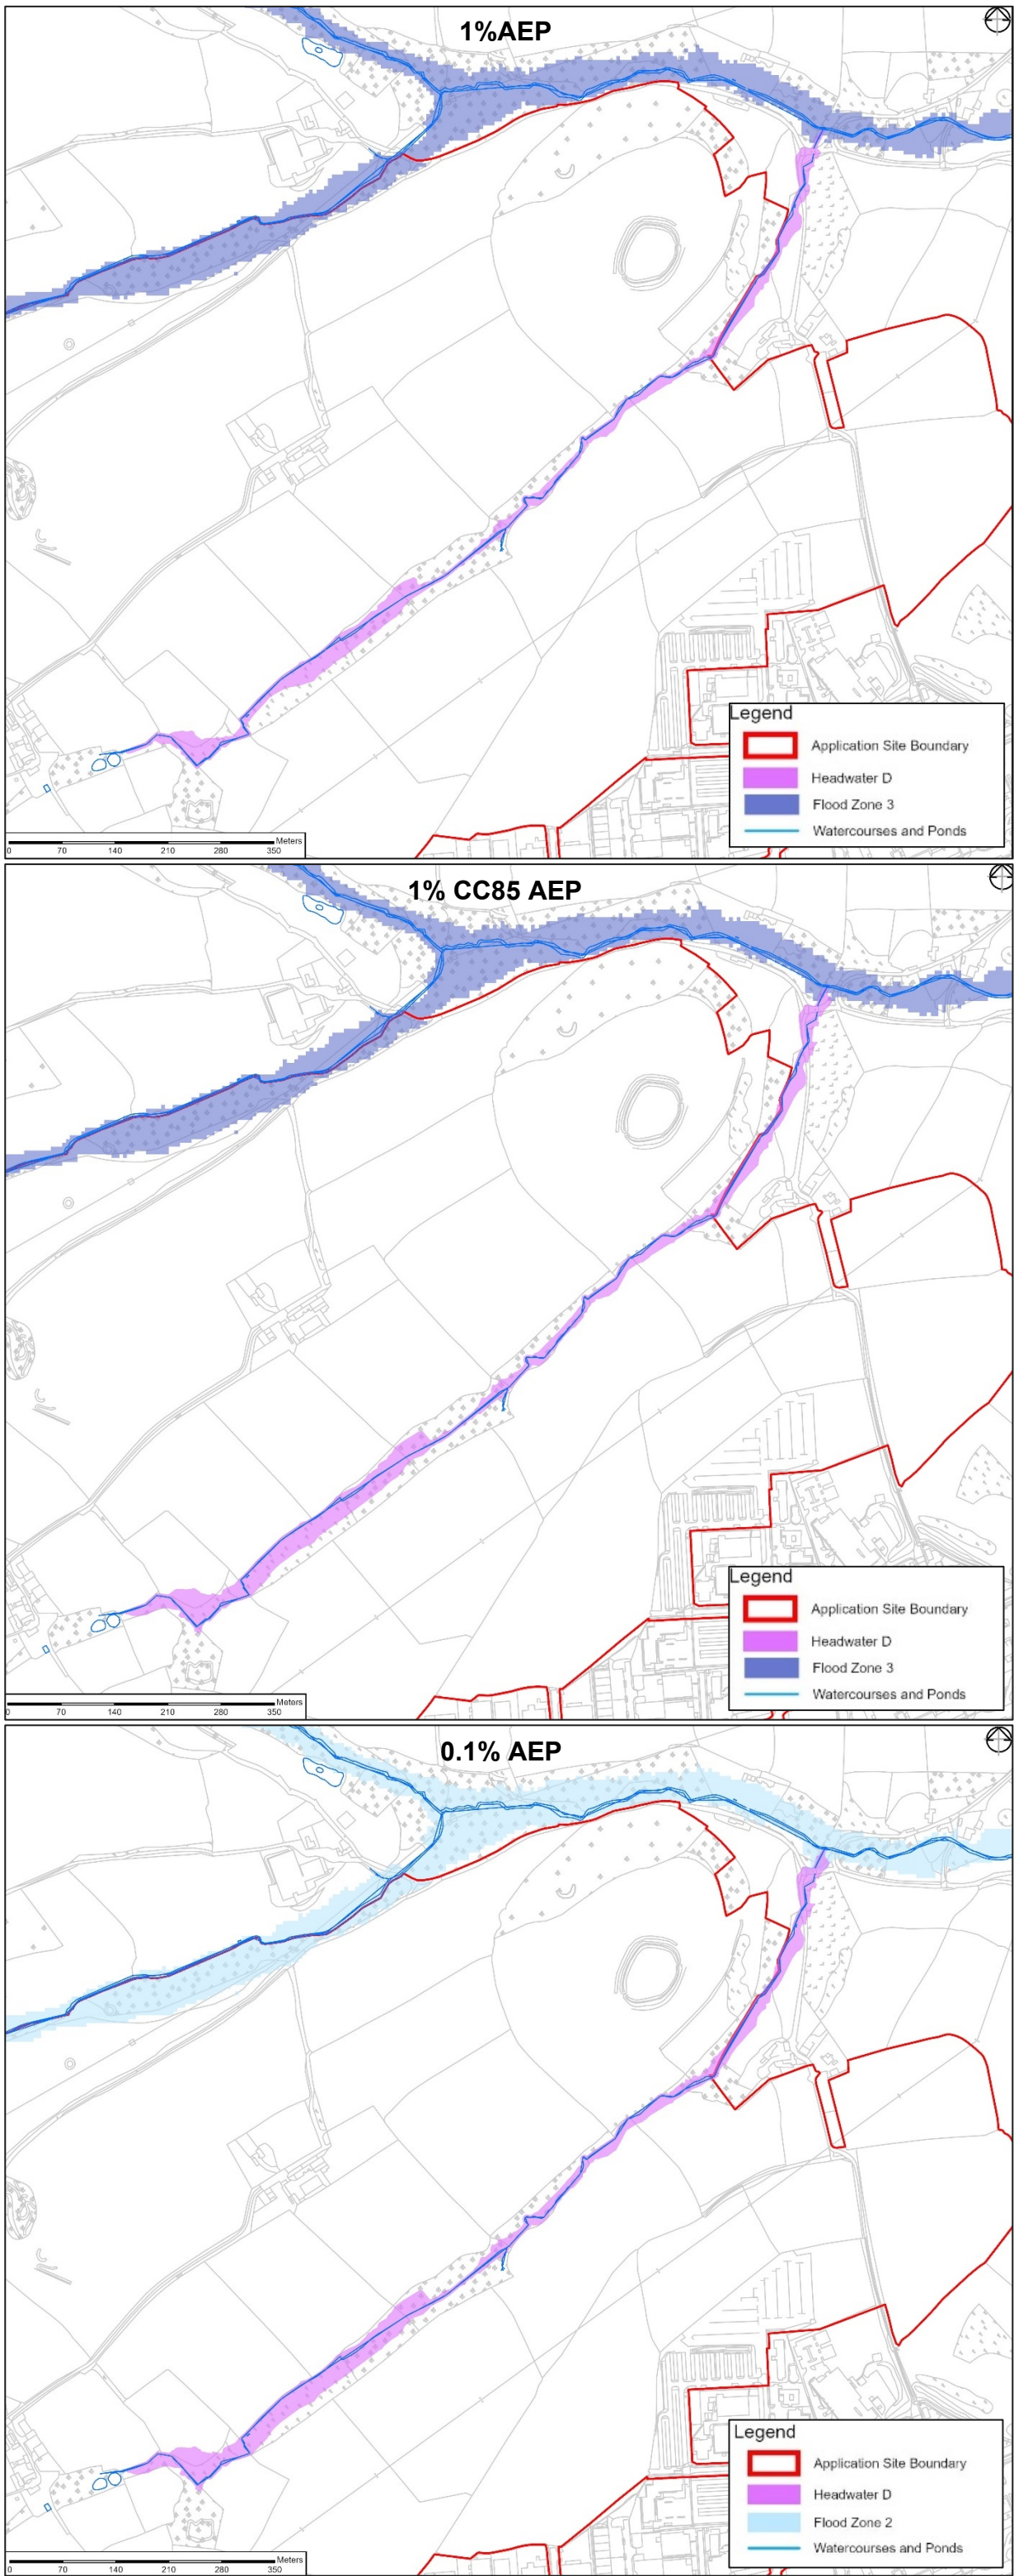 1%AEP
Legend
Application Site Boundary
Headwater D
Flood Zone 3
Watercourses and Ponds
Meters
0 70 140 210 280 350
1% CC85 AEP
Legend
Application Site Boundary
Headwater D
Flood Zone 3
Watercourses and Ponds
Meters
0 70 140 210 280 350
0.1% AEP
Legend
Application Site Boundary
Headwater D
Flood Zone 2
Watercourses and Ponds
Meters
0 70 140 210 280 350